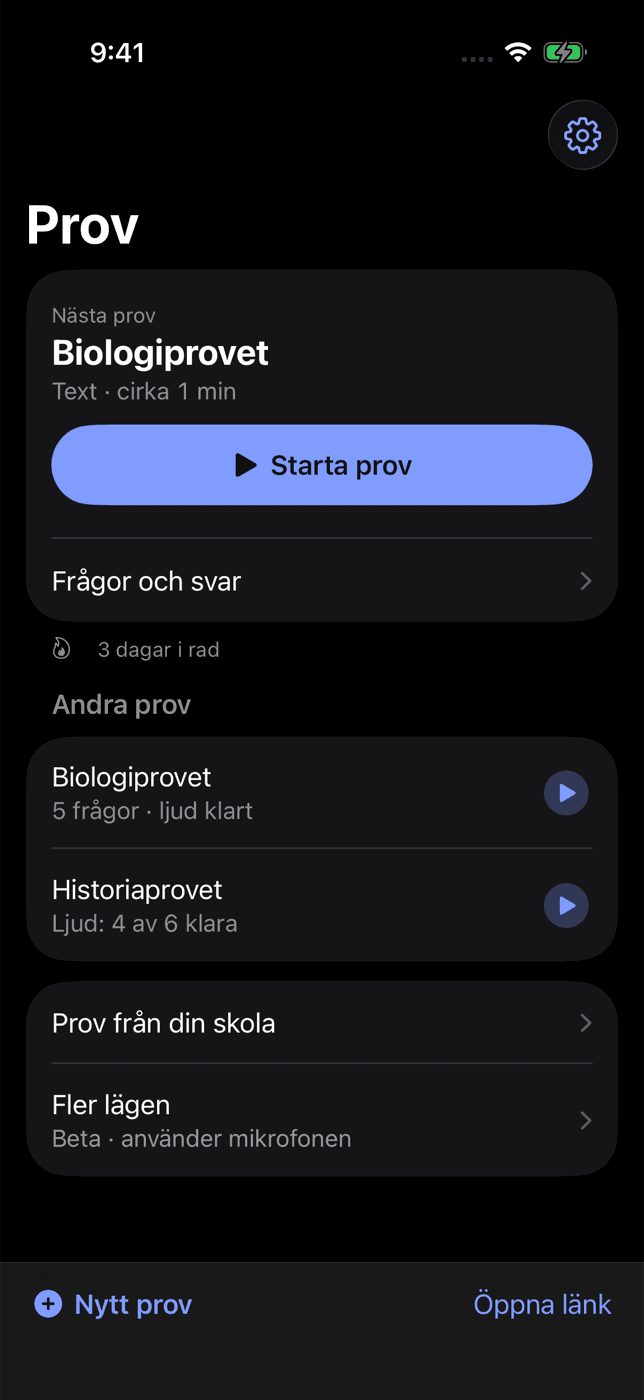 9:41
Prov
Nästa prov
Biologiprovet
Text · cirka 1 min
Starta prov
Frågor och svar
3 dagar i rad
Andra prov
Biologiprovet
5 frågor · ljud klart
Historiaprovet
Ljud: 4 av 6 klara
Prov från din skola
Fler lägen
Beta · använder mikrofonen
Nytt prov
Öppna länk